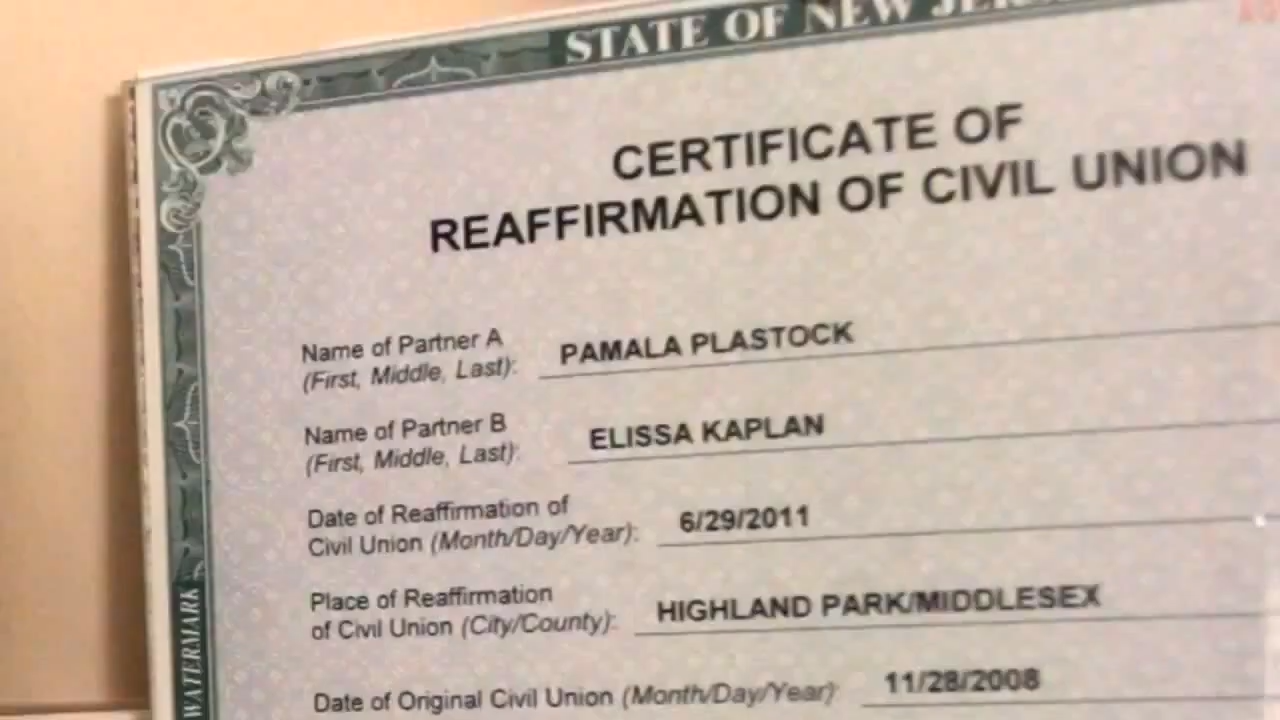 STATE OF NEW
CERTIFICATE OF
REAFFIRMATION OF CIVIL UNION
Name of Partner A
(First, Middle, Last): PAMALA PLASTOCK
Name of Partner B
(First, Middle, Last): ELISSA KAPLAN
Date of Reaffirmation of
Civil Union (Month/Day/Year): 6/29/2011
Place of Reaffirmation
of Civil Union (City/County): HIGHLAND PARK/MIDDLESEX
Date of Original Civil Union (Month/Day/Year) 11/28/2008
WATERMARK